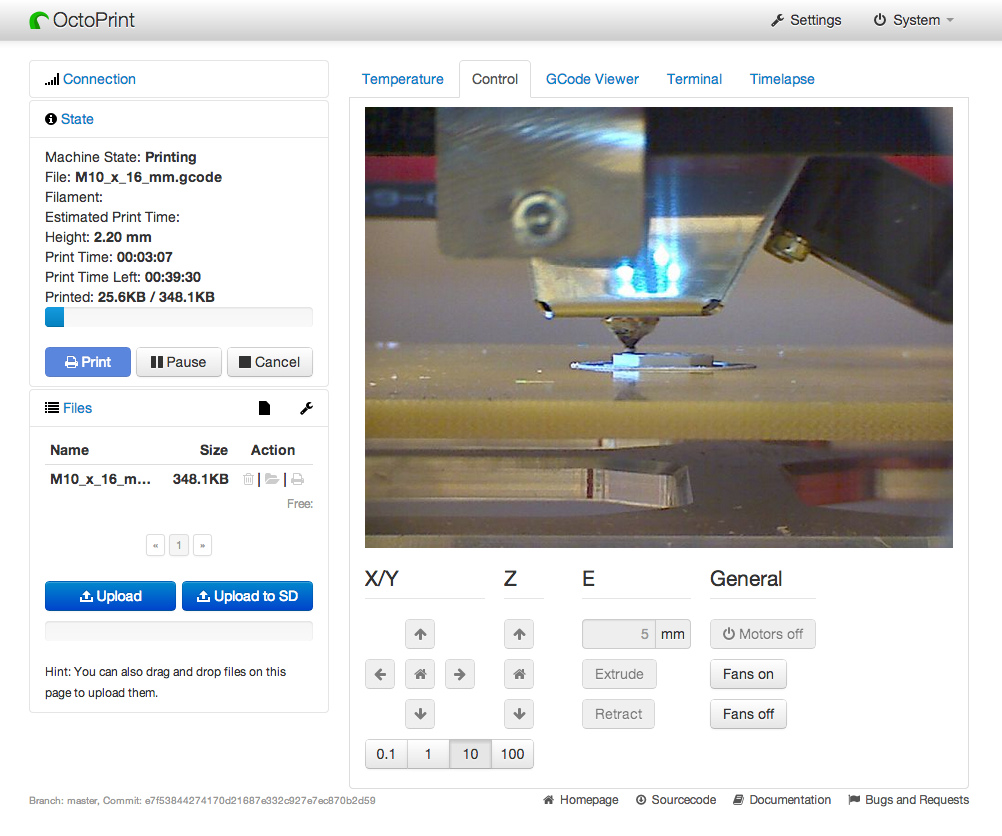 OctoPrint
Settings
System
Connection
State
Machine State: Printing
File: M10_x_16_mm.gcode
Filament:
Estimated Print Time:
Height: 2.20 mm
Print Time: 00:03:07
Print Time Left: 00:39:30
Printed: 25.6KB / 348.1KB
Print
Pause
Cancel
Files
Name Size Action
M10_x_16_m... 348.1KB
Free:
« 1 »
Upload
Upload to SD
Hint: You can also drag and drop files on this
page to upload them.
Temperature
Control
GCode Viewer
Terminal
Timelapse
X/Y
Z
E
General
5 mm
Motors off
Extrude
Fans on
Retract
Fans off
0.1 1 10 100
Branch: master, Commit: e7f53844274170d21687e332c927e7ec870b2d59
Homepage
Sourcecode
Documentation
Bugs and Requests